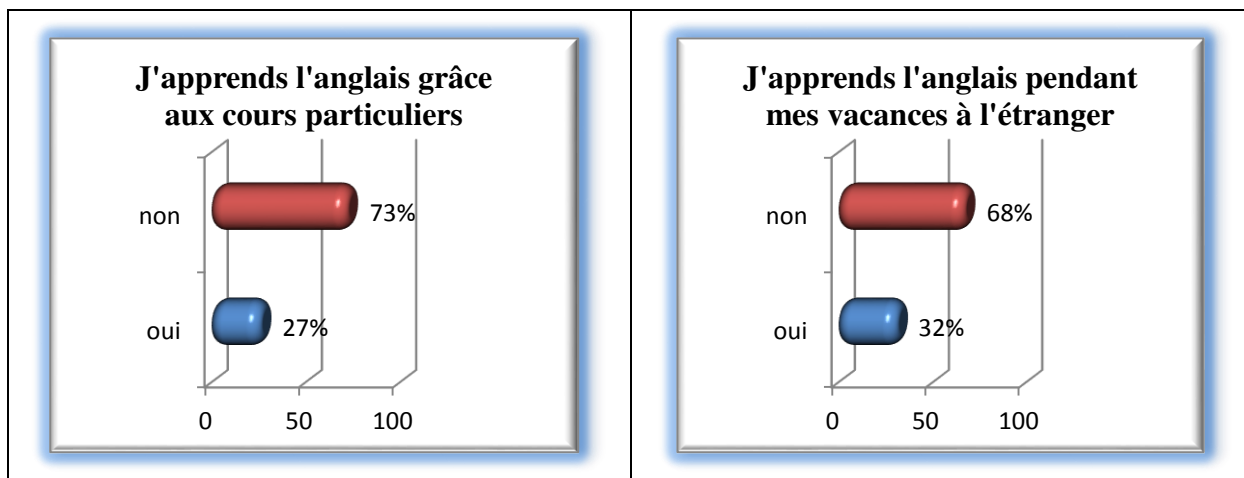 J'apprends l'anglais grâce
aux cours particuliers
non
73%
oui
27%
0 50 100
J'apprends l'anglais pendant
mes vacances à l'étranger
non
68%
oui
32%
0 50 100